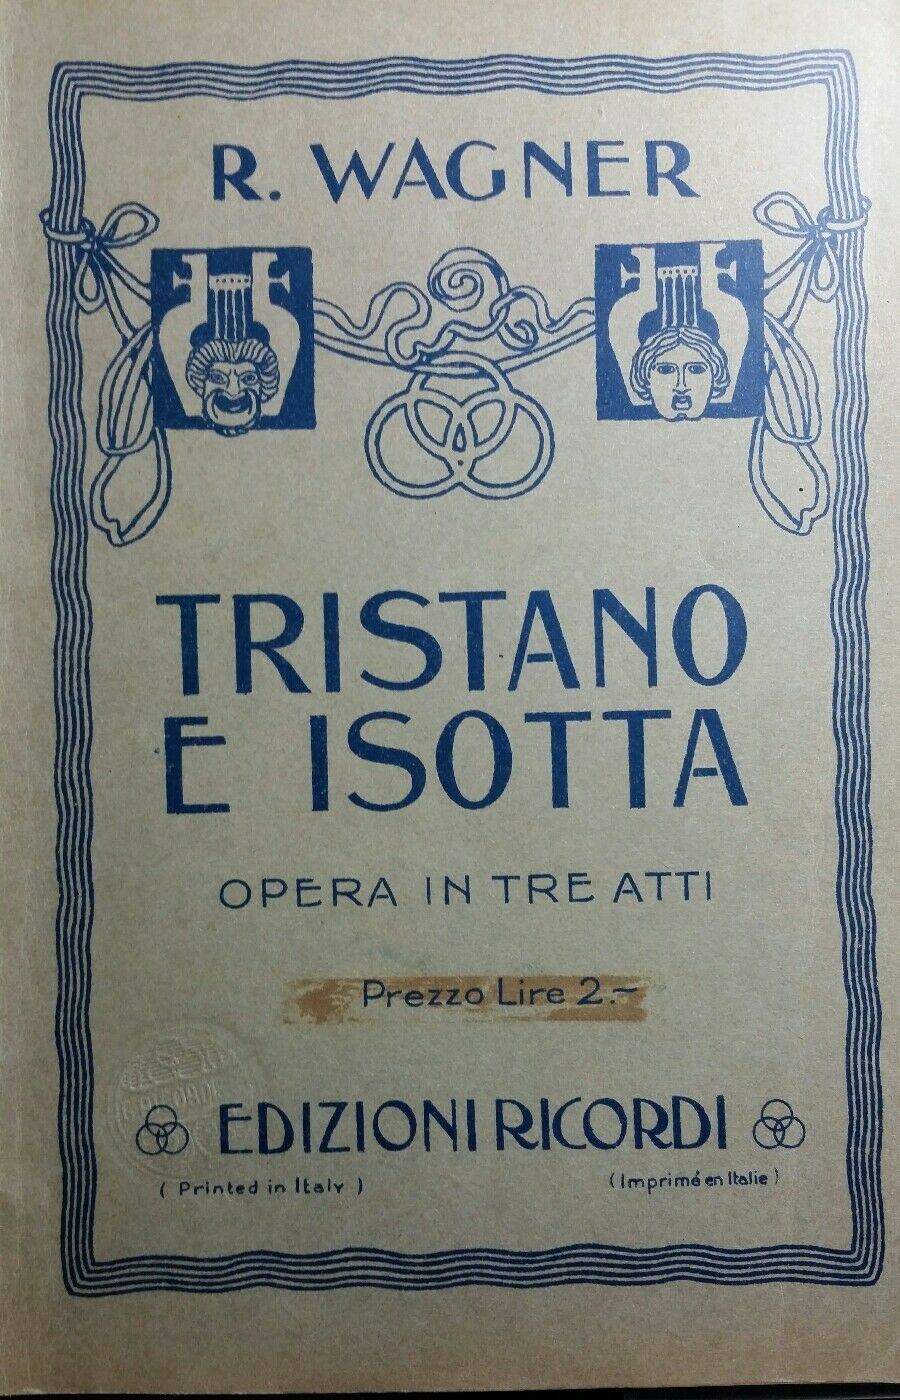 R. WAGNER
TRISTANO
E ISOTTA
OPERA IN TRE ATTI
Prezzo Lire 2.~
EDIZIONI RICORDI
( Printed in Italy ) (Imprimé en Italie)